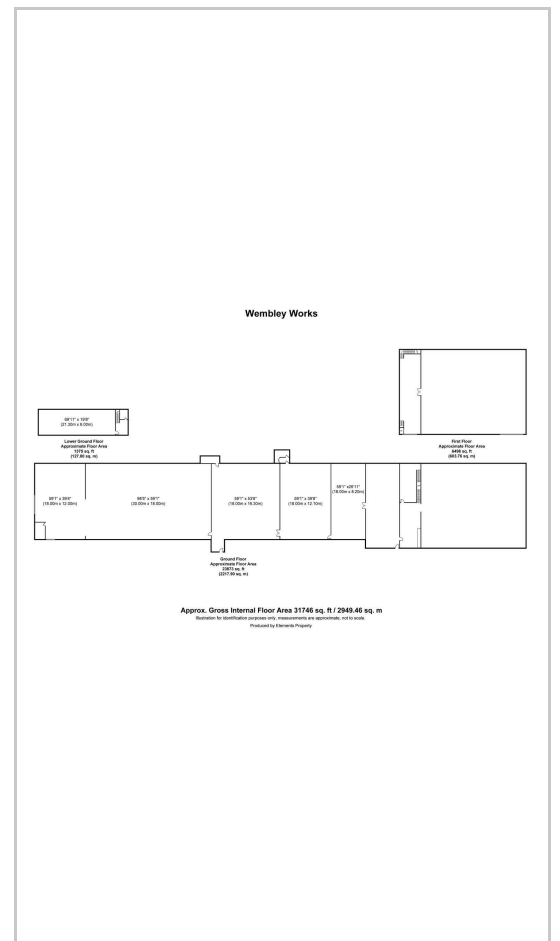 Wembley Works
69'11" x 19'8"
(21.30m x 6.00m)
Lower Ground Floor
Approximate Floor Area
1375 sq. ft
(127.80 sq. m)
First Floor
Approximate Floor Area
6498 sq. ft
(603.76 sq. m)
59'1" x 39'4"
(18.00m x 12.00m)
98'5" x 59'1"
(30.00m x 18.00m)
59'1" x 53'6"
(18.00m x 16.30m)
59'1" x 39'8"
(18.00m x 12.10m)
59'1" x26'11"
(18.00m x 8.20m)
Ground Floor
Approximate Floor Area
23873 sq. ft
(2217.90 sq. m)
Approx. Gross Internal Floor Area 31746 sq. ft / 2949.46 sq. m
Illustration for identification purposes only, measurements are approximate, not to scale.
Produced by Elements Property